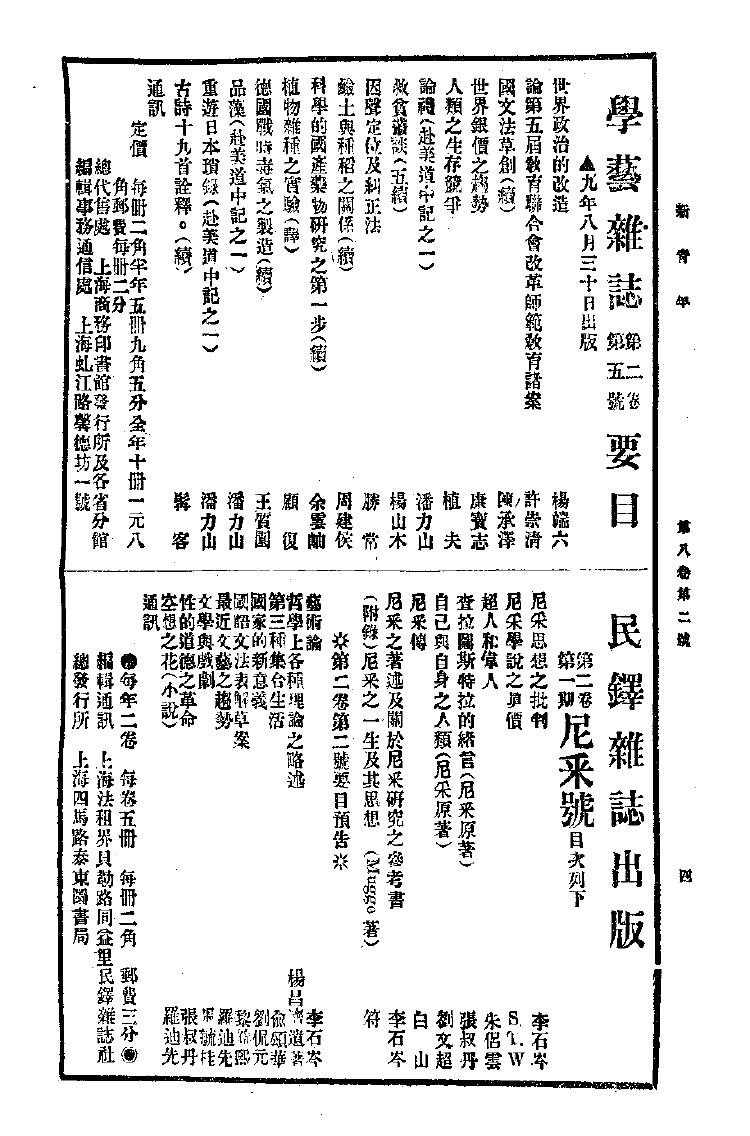 新青年
第八卷第二號
四
學藝雜誌 第二卷第五號 要目
▲九年八月三十日出版
世界政治的改造 楊端六
論第五屆教育聯合會改革師範教育諸案 許崇清
國文法草創(續) 陳承澤
世界銀價之趨勢 康寶志
人類之生存競爭 植夫
論禮(赴美道中記之一) 潘力山
救貧叢談(五續) 楊山木
因聲定位及糾正法 勝常
鹼土與種稻之關係(續) 周建侯
科學的國產藥物研究之第一步(續) 余雲岫
植物雜種之實驗(譯) 顧復
德國戰時毒氣之製造(續) 王質園
品藻(赴美道中記之一) 潘力山
重遊日本瑣錄(赴美道中記之一) 潘力山
古詩十九首詮釋。(續) 客
通訊
定價 每冊二角半年五冊九角五分全年十冊一元八
角郵費每冊二分
總代售處 上海商務印書館發行所及各省分館
編輯事務通信處 上海虬江路馨德坊一號
民鐸雜誌出版
第二卷第一期 尼采號 目次列下
尼采思想之批判 李石岑
尼采學說之真價 S.T.W
超人和偉人 朱侶雲
查拉圖斯特拉的緒言(尼采原著) 張叔丹
自己與自身之人類(尼采原著) 劉文超
尼采傳 白山
尼采之著述及關於尼采研究之參考書 李石岑
(附錄)尼采之一生及其思想 (Mugge著) 符
※第二卷第二號要目預告※
藝術論 李石岑
哲學上各種理論之略述 楊昌濟遺著
第三種集合生活 俞頌華
國家的新意義 劉侃元
國語文法表解草案 黎錦熙
最近文藝之趨勢 羅迪先
文學與戲劇
性的道德之革命 張叔丹
空想之花(小說) 羅迪先
通訊
◉每年二卷 每卷五冊 每冊二角 郵費三分◉
編輯通訊 上海法租界貝勒路同益里民鐸雜誌社
總發行所 上海四馬路泰東圖書局